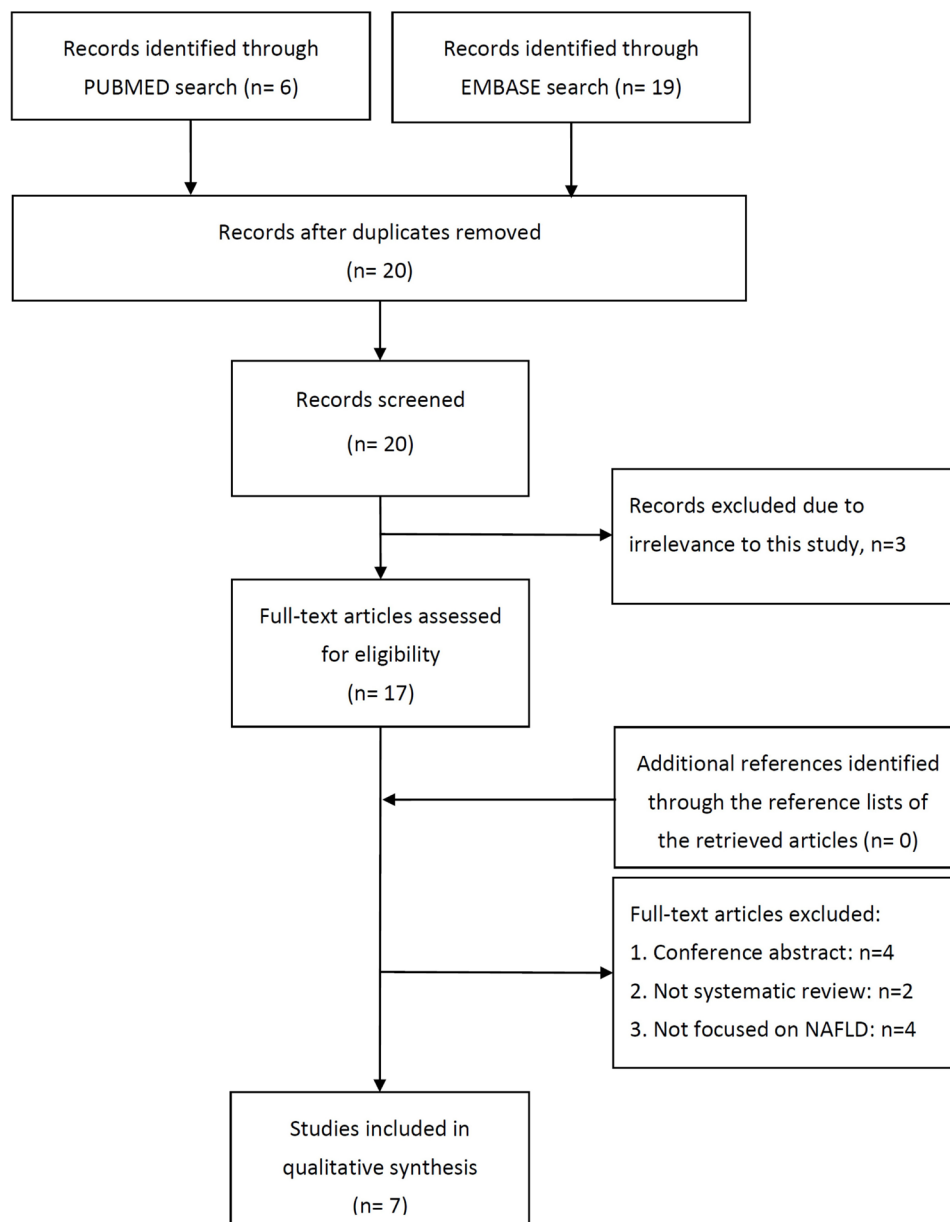 Records identified through
PUBMED search (n= 6)
Records identified through
EMBASE search (n= 19)
Records after duplicates removed
(n= 20)
Records screened
(n= 20)
Records excluded due to
irrelevance to this study, n=3
Full-text articles assessed
for eligibility
(n= 17)
Additional references identified
through the reference lists of
the retrieved articles (n= 0)
Full-text articles excluded:
1. Conference abstract: n=4
2. Not systematic review: n=2
3. Not focused on NAFLD: n=4
Studies included in
qualitative synthesis
(n= 7)